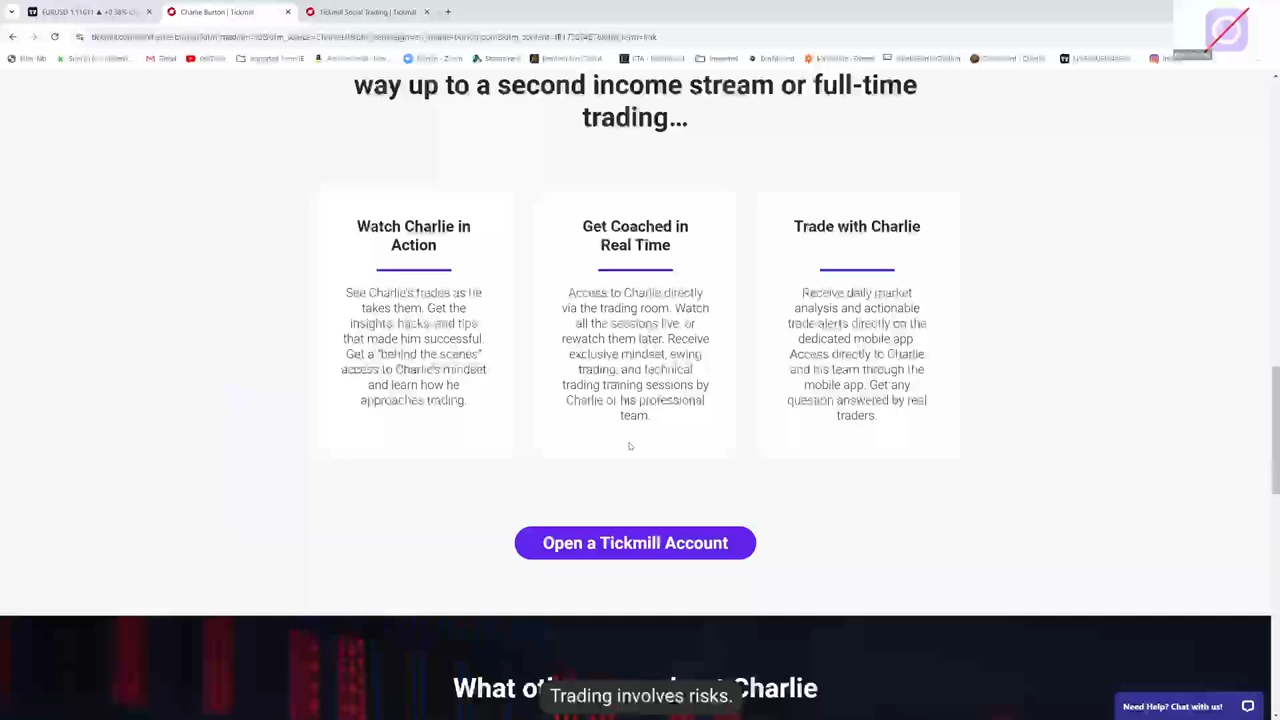 EURUSD 1.11611 ▲ +0.38%
Charlie Burton | Tickmill
Tickmill Social Trading | Tickmill
Gmail
way up to a second income stream or full-time
trading...
Watch Charlie in
Action
See Charlie's trades as he
takes them. Get the
insights, hacks, and tips
that made him successful.
Get a "behind the scenes"
access to Charlie's mindset
and learn how he
approaches trading.
Get Coached in
Real Time
Access to Charlie directly
via the trading room. Watch
all the sessions live, or
rewatch them later. Receive
exclusive mindset, swing
trading, and technical
trading training sessions by
Charlie or his professional
team.
Trade with Charlie
Receive daily market
analysis and actionable
trade alerts directly on the
dedicated mobile app
Access directly to Charlie
and his team through the
mobile app. Get any
question answered by real
traders.
Open a Tickmill Account
What Charlie
Trading involves risks.
Need Help? Chat with us!